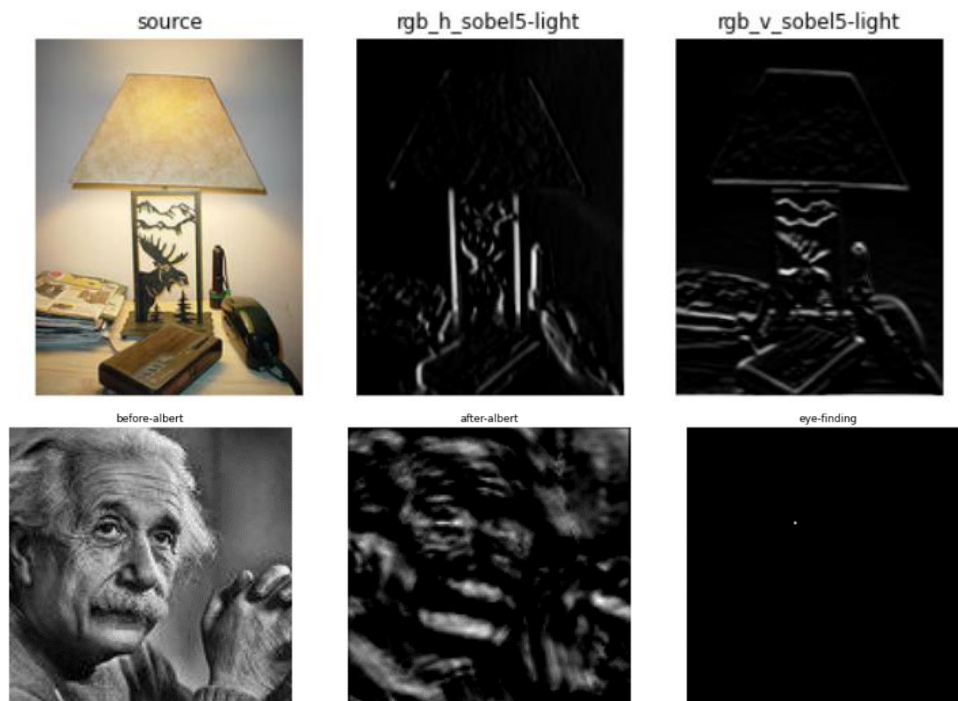 source
rgb_h_sobel5-light
rgb_v_sobel5-light
before-albert
after-albert
eye-finding